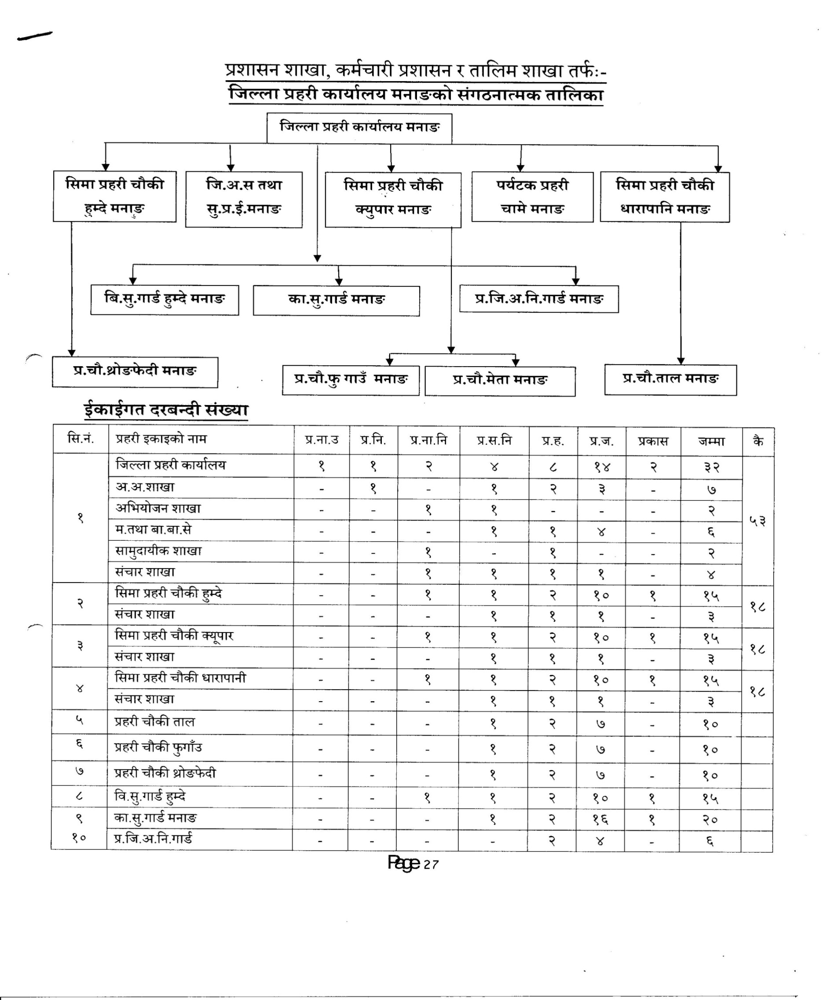 प्रशासन शाखा, कर्मचारी प्रशासन र तालिम शाखा तर्फः-
जिल्ला प्रहरी कार्यालय मनाङको संगठनात्मक तालिका
जिल्ला प्रहरी कार्यालय मनाङ
सिमा प्रहरी चौकी
हुम्दे मनाङ
जि.अ.स तथा
सु.प्र.ई.मनाङ
सिमा प्रहरी चौकी
क्युपार मनाङ
पर्यटक प्रहरी
चामे मनाङ
सिमा प्रहरी चौकी
धारापानि मनाङ
बि.सु.गार्ड हुम्दे मनाङ
का.सु.गार्ड मनाङ
प्र.जि.अ.नि.गार्ड मनाङ
प्र.चौ.थ्रोङफेदी मनाङ
प्र.चौ.फु गाउँ मनाङ
प्र.चौ.मेता मनाङ
प्र.चौ.ताल मनाङ
ईकाईगत दरबन्दी संख्या
सि.नं. प्रहरी इकाइको नाम प्र.ना.उ प्र.नि. प्र.ना.नि प्र.स.नि प्र.ह. प्र.ज. प्रकास जम्मा कै
१ जिल्ला प्रहरी कार्यालय १ १ २ ४ ८ १४ २ ३२ ५३
अ.अ.शाखा - १ - १ २ ३ - ७
अभियोजन शाखा - - १ १ - - - २
म.तथा बा.बा.से - - - १ १ ४ - ६
सामुदायीक शाखा - - १ - १ - - २
संचार शाखा - - १ १ १ १ - ४
२ सिमा प्रहरी चौकी हुम्दे - - १ १ २ १० १ १५ १८
संचार शाखा - - - १ १ १ - ३
३ सिमा प्रहरी चौकी क्यूपार - - १ १ २ १० १ १५ १८
संचार शाखा - - - १ १ १ - ३
४ सिमा प्रहरी चौकी धारापानी - - १ १ २ १० १ १५ १८
संचार शाखा - - - १ १ १ - ३
५ प्रहरी चौकी ताल - - - १ २ ७ - १०
६ प्रहरी चौकी फुगाँउ - - - १ २ ७ - १०
७ प्रहरी चौकी थ्रोङफेदी - - - १ २ ७ - १०
८ वि.सु.गार्ड हुम्दे - - १ १ २ १० १ १५
९ का.सु.गार्ड मनाङ - - - १ २ १६ १ २०
१० प्र.जि.अ.नि.गार्ड - - - - २ ४ - ६
Page 27